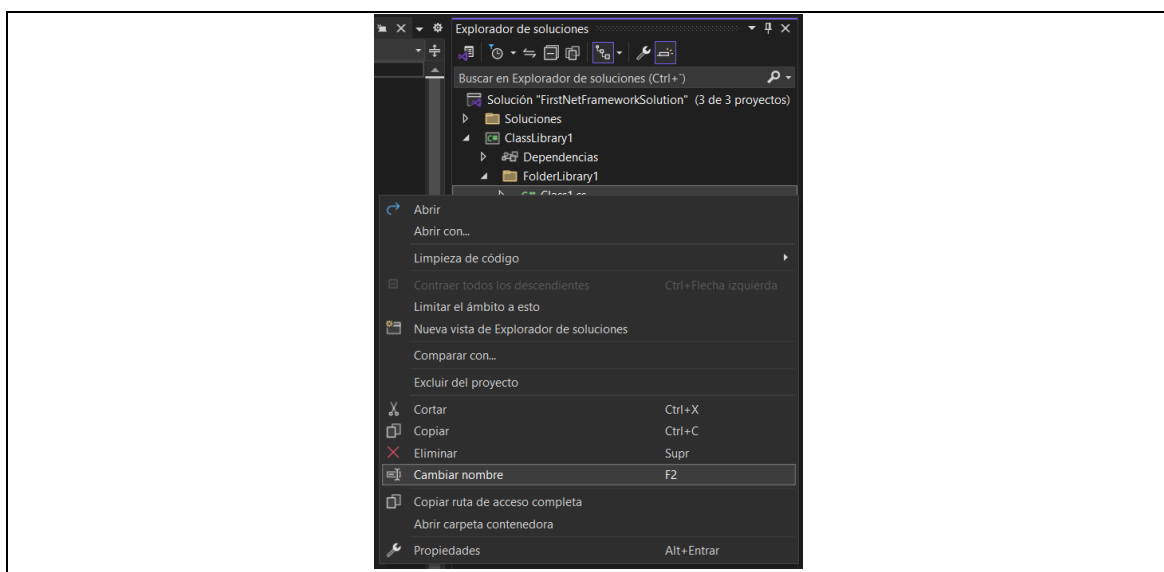 Explorador de soluciones
Buscar en Explorador de soluciones (Ctrl+`)
Solución "FirstNetFrameworkSolution" (3 de 3 proyectos)
Soluciones
C# ClassLibrary1
Dependencias
FolderLibrary1
C# Class1.cs
Abrir
Abrir con...
Limpieza de código
Contraer todos los descendientes Ctrl+Flecha izquierda
Limitar el ámbito a esto
Nueva vista de Explorador de soluciones
Comparar con...
Excluir del proyecto
Cortar Ctrl+X
Copiar Ctrl+C
Eliminar Supr
Cambiar nombre F2
Copiar ruta de acceso completa
Abrir carpeta contenedora
Propiedades Alt+Entrar